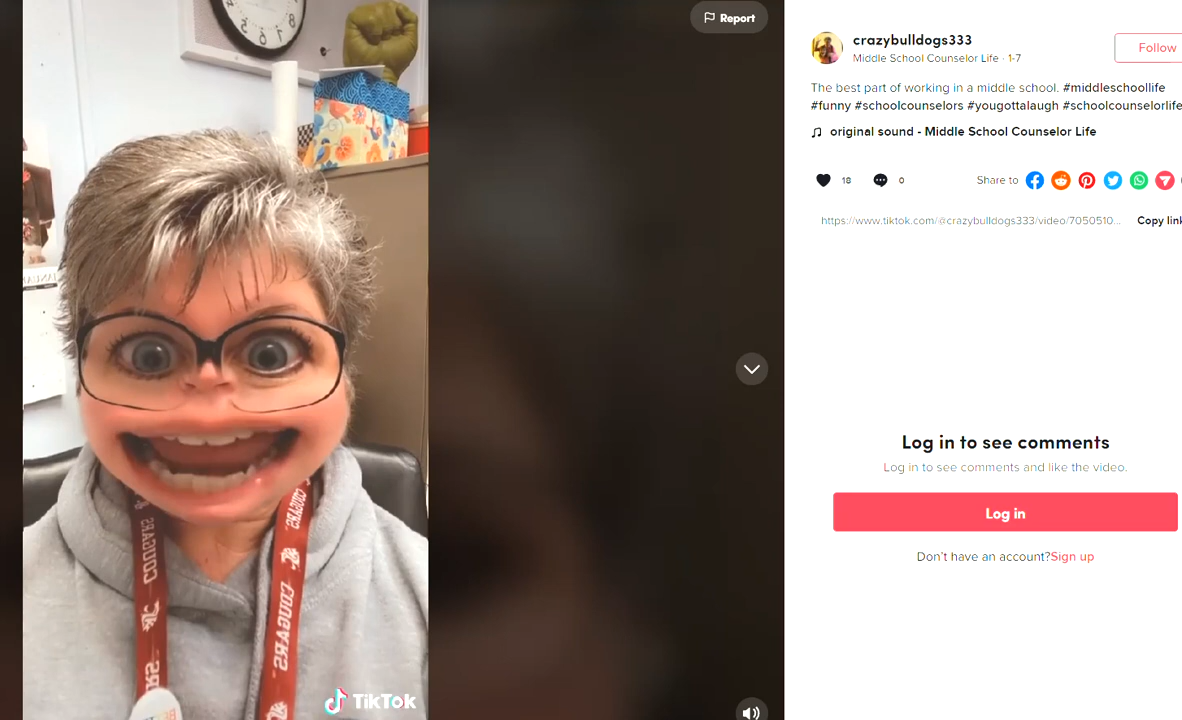 Report
crazybulldogs333
Middle School Counselor Life · 1-7
Follow
The best part of working in a middle school. #middleschoollife
#funny #schoolcounselors #yougottalaugh #schoolcounselorlife
original sound - Middle School Counselor Life
18
0
Share to
https://www.tiktok.com/@crazybulldogs333/video/7050510...
Copy link
Log in to see comments
Log in to see comments and like the video.
Log in
Don't have an account?Sign up
JANUARY
COUGARS
COUGARS
COUGARS
TikTok